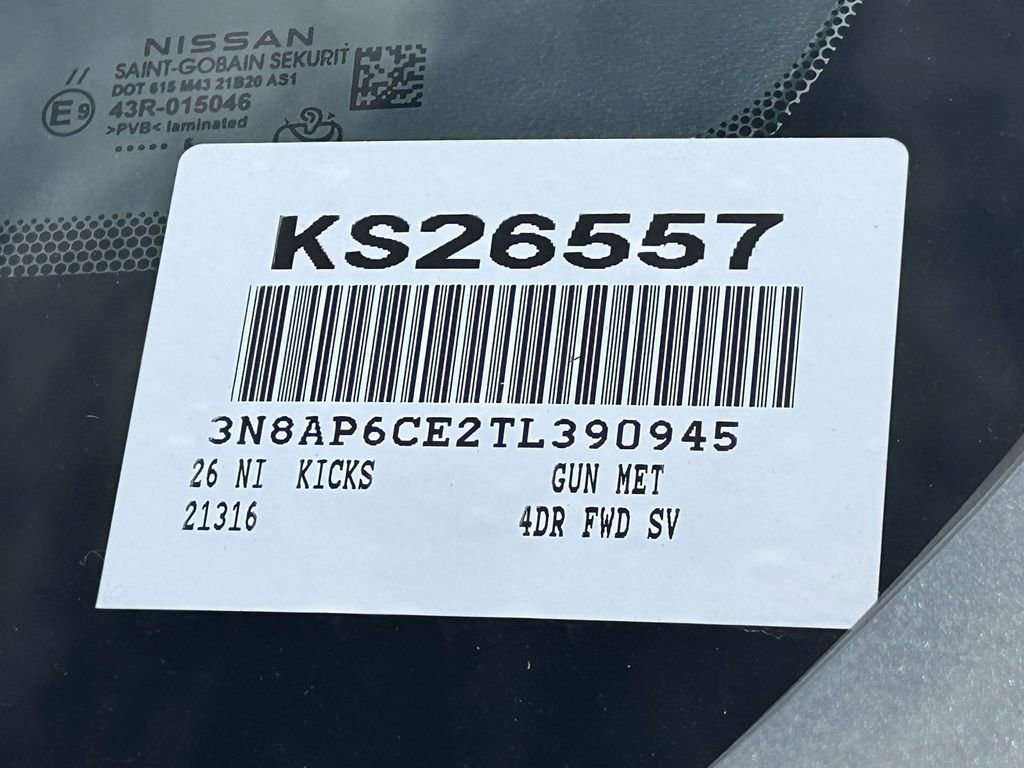 NISSAN
SAINT-GOBAIN SEKURIT
DOT 615 M43 21B20 AS1
43R-015046
>PVB< laminated
// E9
KS26557
3N8AP6CE2TL390945
26 NI KICKS GUN MET
21316 4DR FWD SV